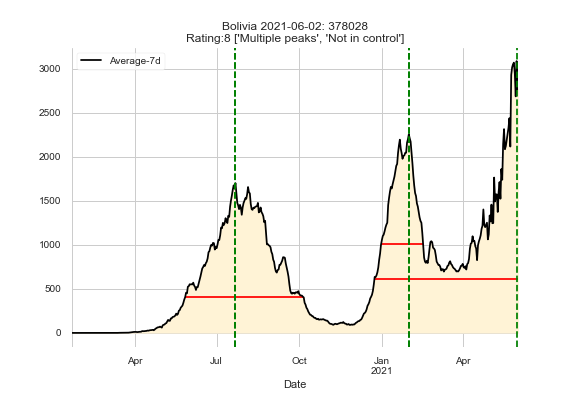 Bolivia 2021-06-02: 378028
Rating:8 ['Multiple peaks', 'Not in control']
Average-7d
3000
2500
2000
1500
1000
500
0
Apr
Jul
Oct
Jan
2021
Apr
Date